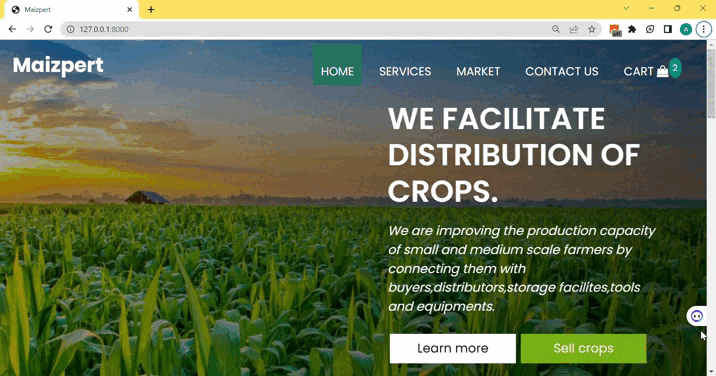 Maizpert
127.0.0.1:8000
A
Maizpert
HOME
SERVICES
MARKET
CONTACT US
CART
2
WE FACILITATE
DISTRIBUTION OF
CROPS.
We are improving the production capacity
of small and medium scale farmers by
connecting them with
buyers,distributors,storage facilites,tools
and equipments.
Learn more
Sell crops